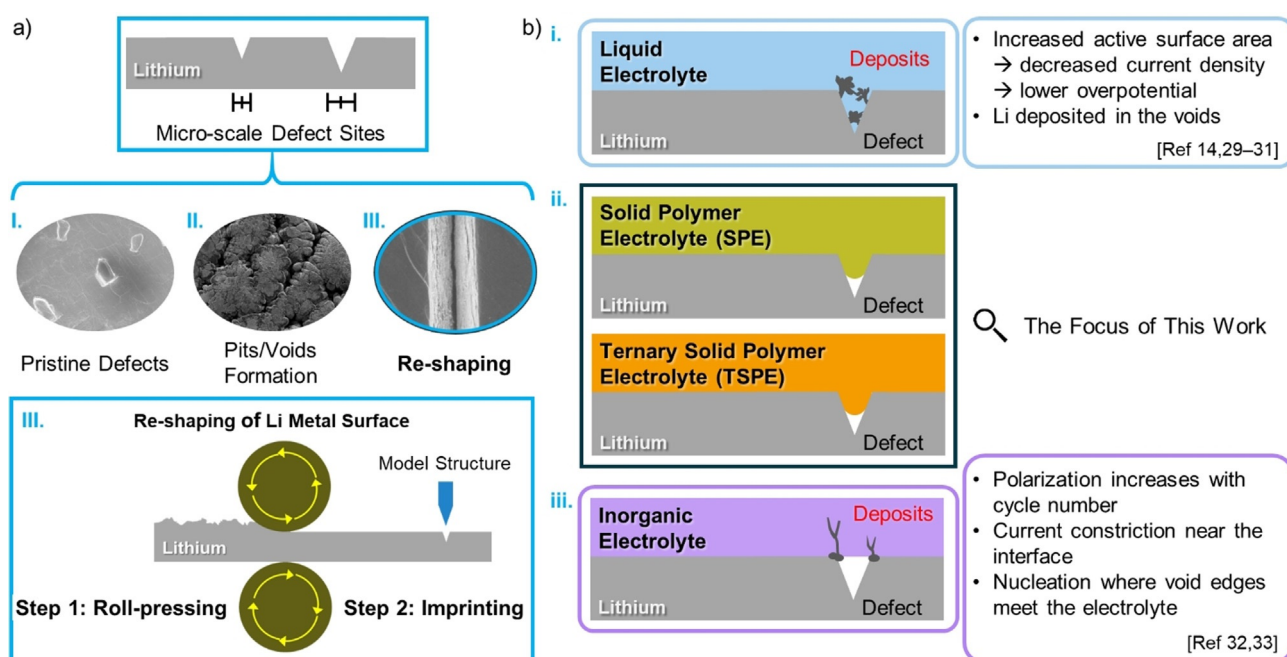 a)
Lithium
Micro-scale Defect Sites
I.
II.
III.
Pristine Defects
Pits/Voids
Formation
Re-shaping
III.
Re-shaping of Li Metal Surface
Model Structure
Lithium
Step 1: Roll-pressing
Step 2: Imprinting
b)
i.
Liquid
Electrolyte
Deposits
Lithium
Defect
• Increased active surface area
→ decreased current density
→ lower overpotential
• Li deposited in the voids
[Ref 14,29–31]
ii.
Solid Polymer
Electrolyte (SPE)
Lithium
Defect
Ternary Solid Polymer
Electrolyte (TSPE)
Lithium
Defect
The Focus of This Work
iii.
Inorganic
Electrolyte
Deposits
Lithium
Defect
• Polarization increases with
cycle number
• Current constriction near the
interface
• Nucleation where void edges
meet the electrolyte
[Ref 32,33]